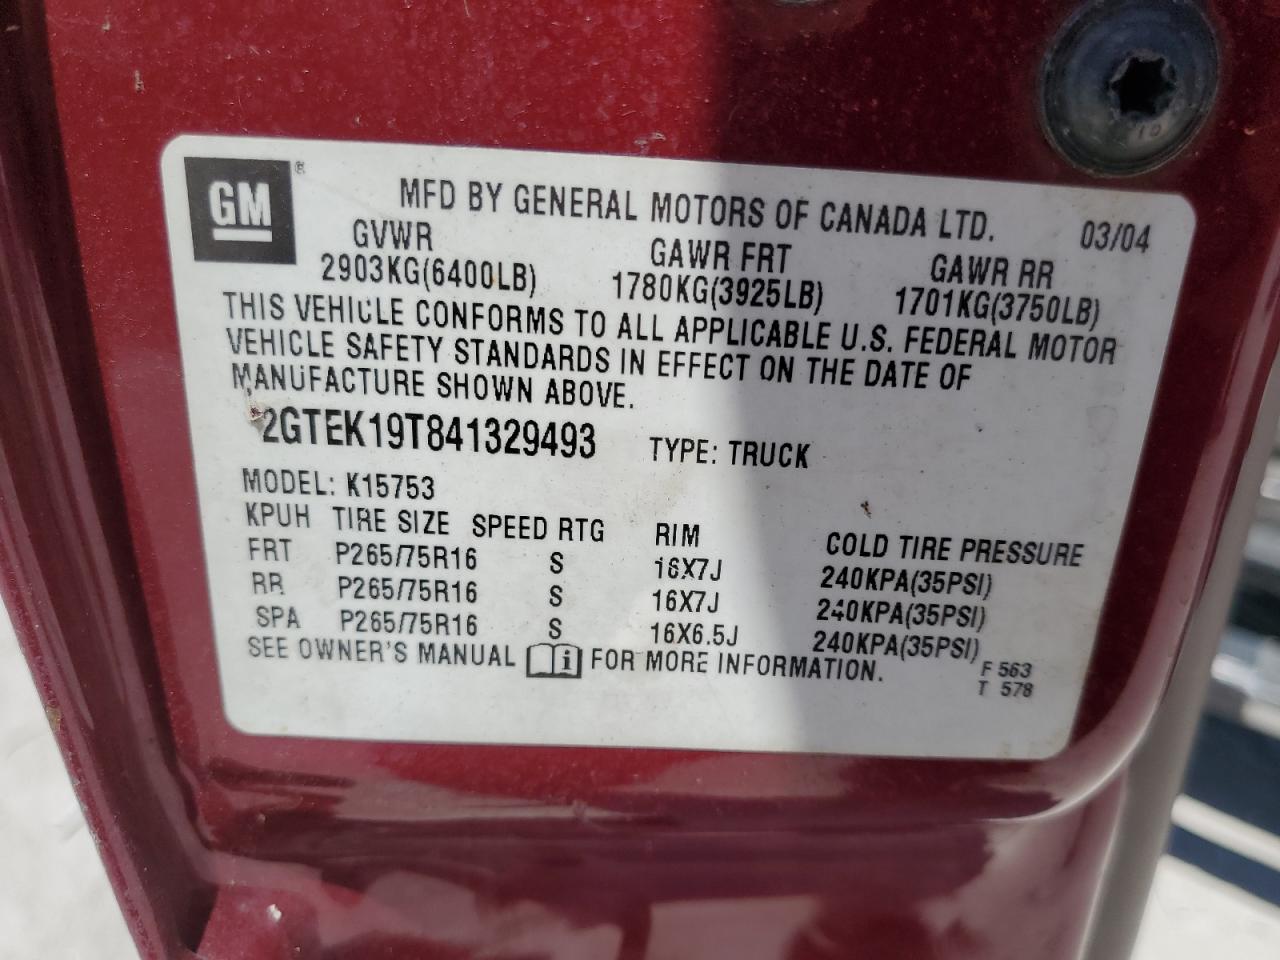 GM ®
MFD BY GENERAL MOTORS OF CANADA LTD. 03/04
GVWR GAWR FRT GAWR RR
2903KG(6400LB) 1780KG(3925LB) 1701KG(3750LB)
THIS VEHICLE CONFORMS TO ALL APPLICABLE U.S. FEDERAL MOTOR
VEHICLE SAFETY STANDARDS IN EFFECT ON THE DATE OF
MANUFACTURE SHOWN ABOVE.
2GTEK19T841329493 TYPE: TRUCK
MODEL: K15753
KPUH TIRE SIZE SPEED RTG RIM COLD TIRE PRESSURE
FRT P265/75R16 S 16X7J 240KPA(35PSI)
RR P265/75R16 S 16X7J 240KPA(35PSI)
SPA P265/75R16 S 16X6.5J 240KPA(35PSI)
SEE OWNER'S MANUAL i FOR MORE INFORMATION.
F 563
T 578
10